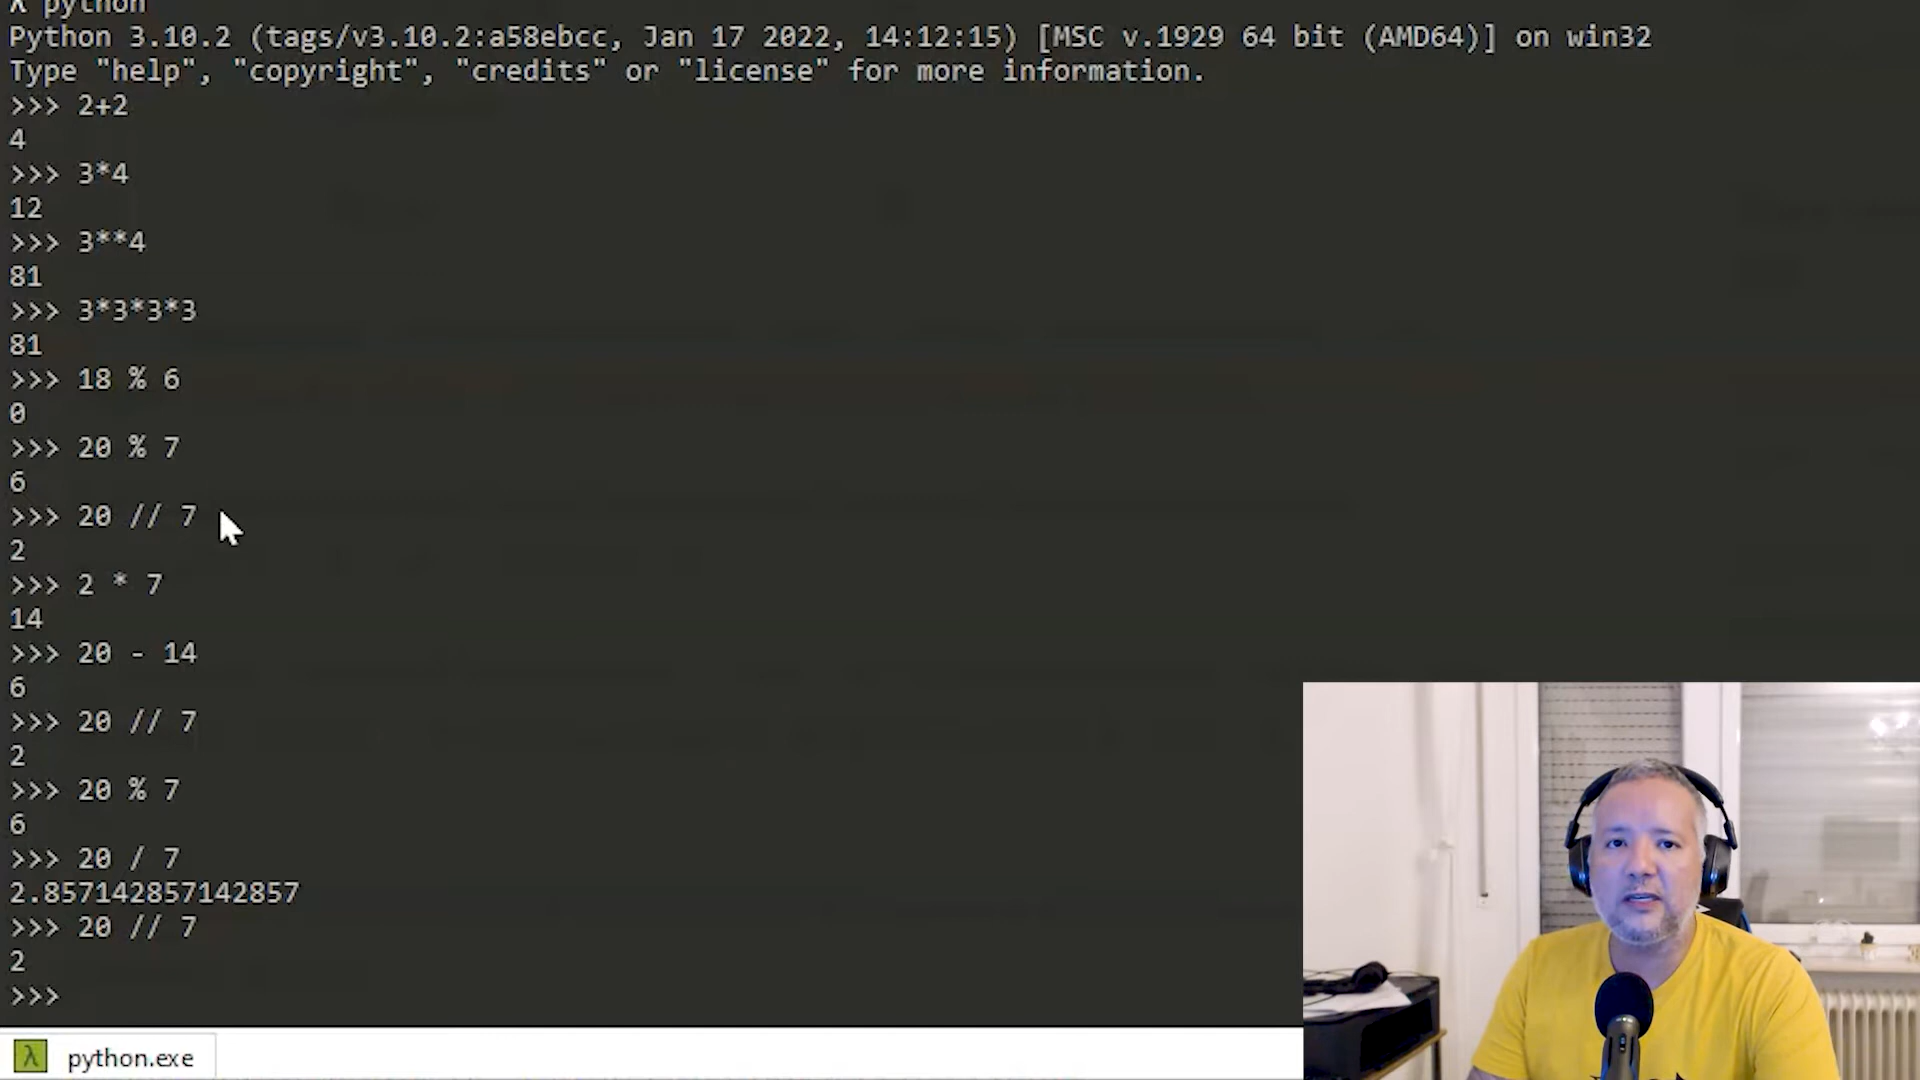 λ python
Python 3.10.2 (tags/v3.10.2:a58ebcc, Jan 17 2022, 14:12:15) [MSC v.1929 64 bit (AMD64)] on win32
Type "help", "copyright", "credits" or "license" for more information.
>>> 2+2
4
>>> 3*4
12
>>> 3**4
81
>>> 3*3*3*3
81
>>> 18 % 6
0
>>> 20 % 7
6
>>> 20 // 7
2
>>> 2 * 7
14
>>> 20 - 14
6
>>> 20 // 7
2
>>> 20 % 7
6
>>> 20 / 7
2.857142857142857
>>> 20 // 7
2
>>>
λ python.exe